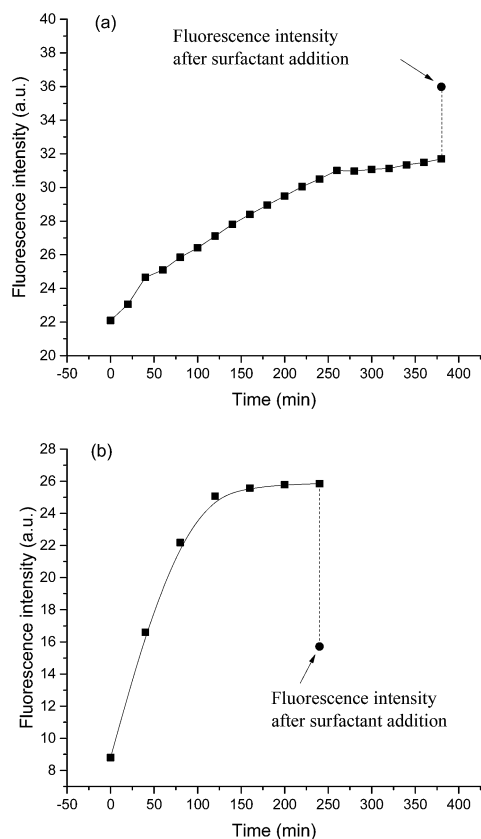 (a)
Fluorescence intensity
after surfactant addition
Fluorescence intensity (a.u.)
40
38
36
34
32
30
28
26
24
22
20
-50 0 50 100 150 200 250 300 350 400
Time (min)
(b)
Fluorescence intensity (a.u.)
28
26
24
22
20
18
16
14
12
10
8
Fluorescence intensity
after surfactant addition
-50 0 50 100 150 200 250 300 350 400
Time (min)